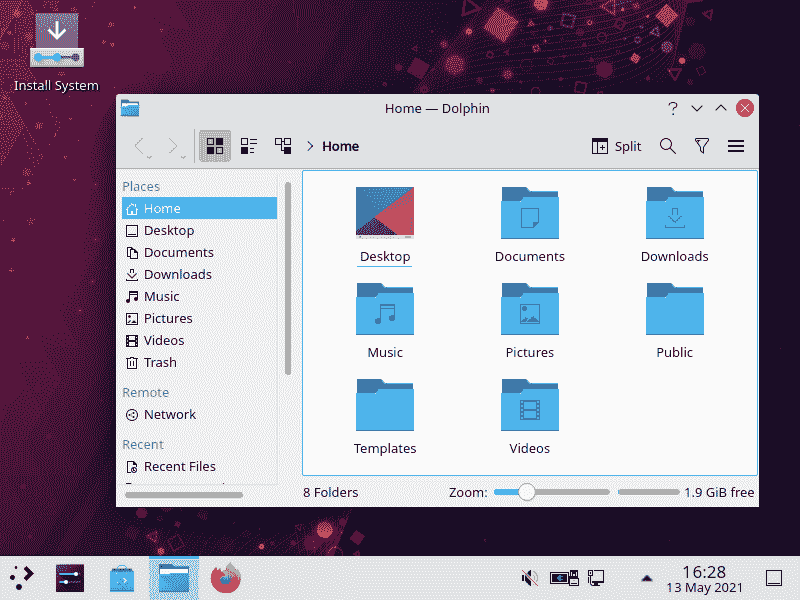 Install System
Home — Dolphin
Home
Split
Places
Home
Desktop
Documents
Downloads
Music
Pictures
Videos
Trash
Remote
Network
Recent
Recent Files
Desktop
Documents
Downloads
Music
Pictures
Public
Templates
Videos
8 Folders
Zoom:
1.9 GiB free
16:28
13 May 2021